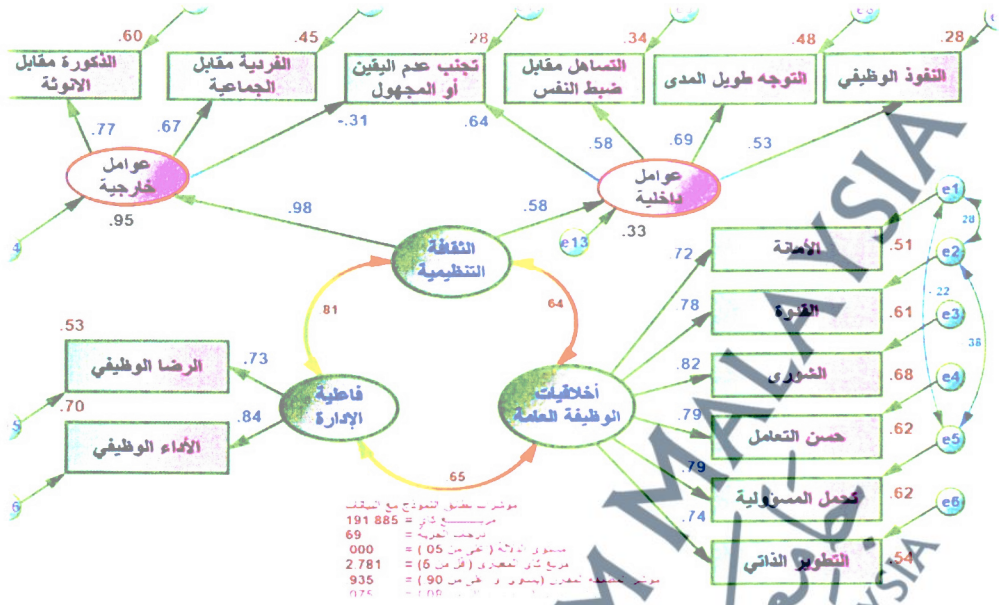 .60
.45
.28
.34
.48
.28
الذكورة مقابل
الانوثة
الفردية مقابل
الجماعية
تجنب عدم اليقين
أو المجهول
التساهل مقابل
ضبط النفس
التوجه طويل المدى
النفوذ الوظيفي
.77
.67
-.31
.64
.58
.69
.53
عوامل
خارجية
.95
عوامل
داخلية
.33
e13
.98
.58
الثقافة
التنظيمية
81
64
65
.53
الرضا الوظيفي
.73
.70
الأداء الوظيفي
.84
فاعلية
الإدارة
أخلاقيات
الوظيفة العامة
.72
الأمانة
.51
e1
28
.78
القدوة
.61
e2
.22
.82
الشورى
.68
e3
38
.79
حسن التعامل
.62
e4
.79
تحمل المسؤولية
.62
e5
.74
التطوير الذاتي
.54
e6
191 885 =
69 =
000
2 781
935
MALAYSIA